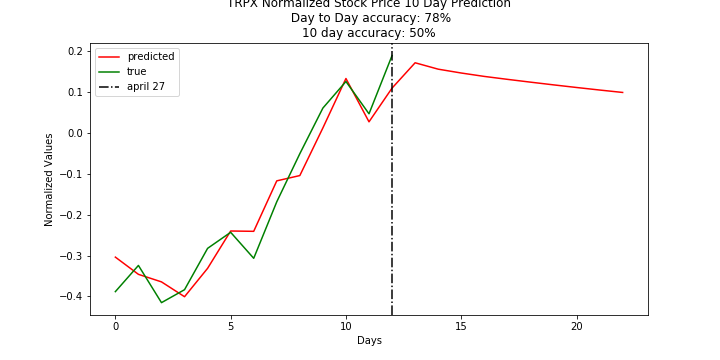 TRPX Normalized Stock Price 10 Day Prediction
Day to Day accuracy: 78%
10 day accuracy: 50%
predicted
true
april 27
Normalized Values
0.2
0.1
0.0
−0.1
−0.2
−0.3
−0.4
0 5 10 15 20
Days